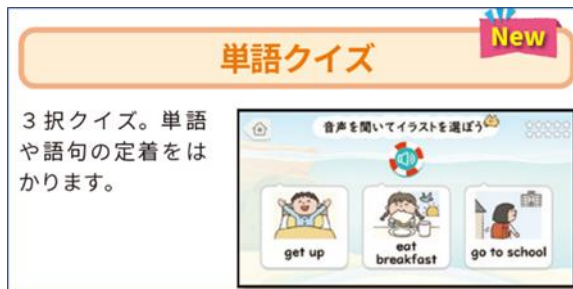 New
単語クイズ
３択クイズ。単語
や語句の定着をは
かります。
音声を聞いてイラストを選ぼう
get up
eat
breakfast
go to school